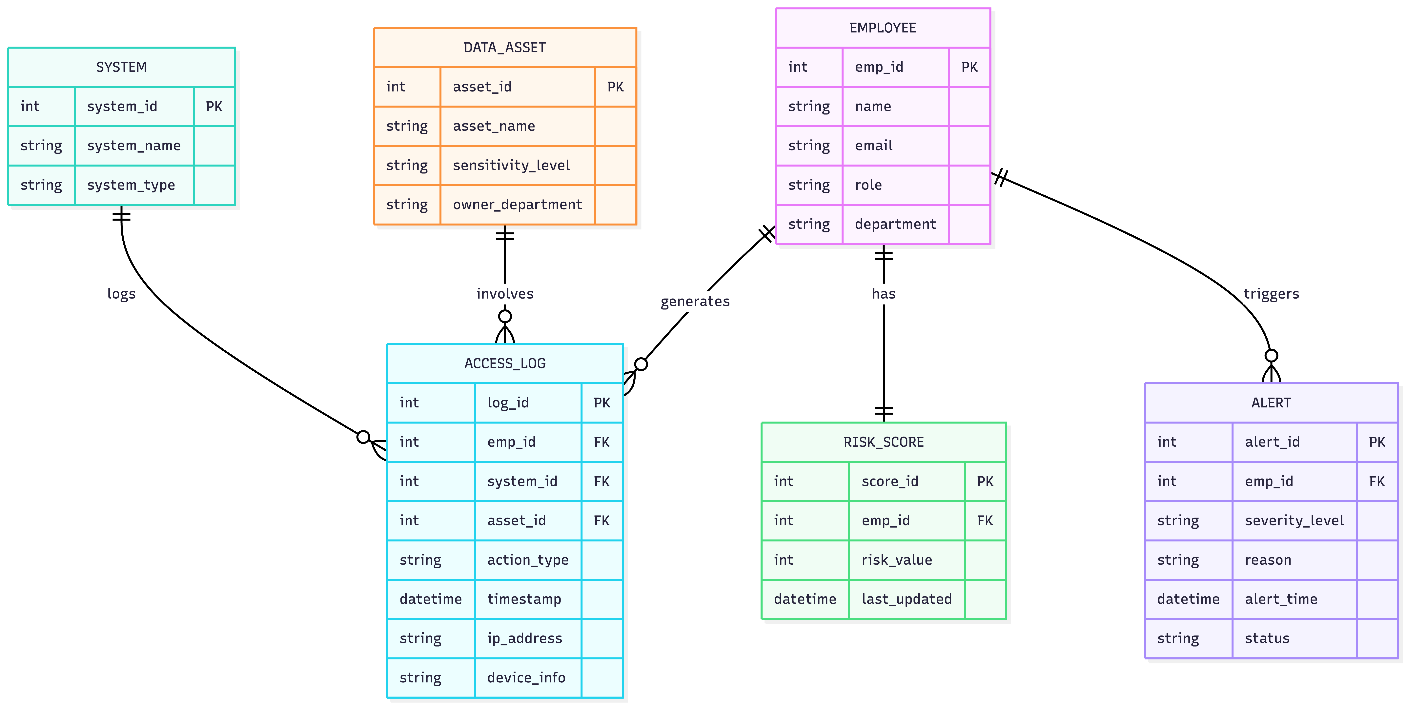 SYSTEM
int system_id PK
string system_name
string system_type
DATA_ASSET
int asset_id PK
string asset_name
string sensitivity_level
string owner_department
EMPLOYEE
int emp_id PK
string name
string email
string role
string department
logs
involves
generates
has
triggers
ACCESS_LOG
int log_id PK
int emp_id FK
int system_id FK
int asset_id FK
string action_type
datetime timestamp
string ip_address
string device_info
RISK_SCORE
int score_id PK
int emp_id FK
int risk_value
datetime last_updated
ALERT
int alert_id PK
int emp_id FK
string severity_level
string reason
datetime alert_time
string status